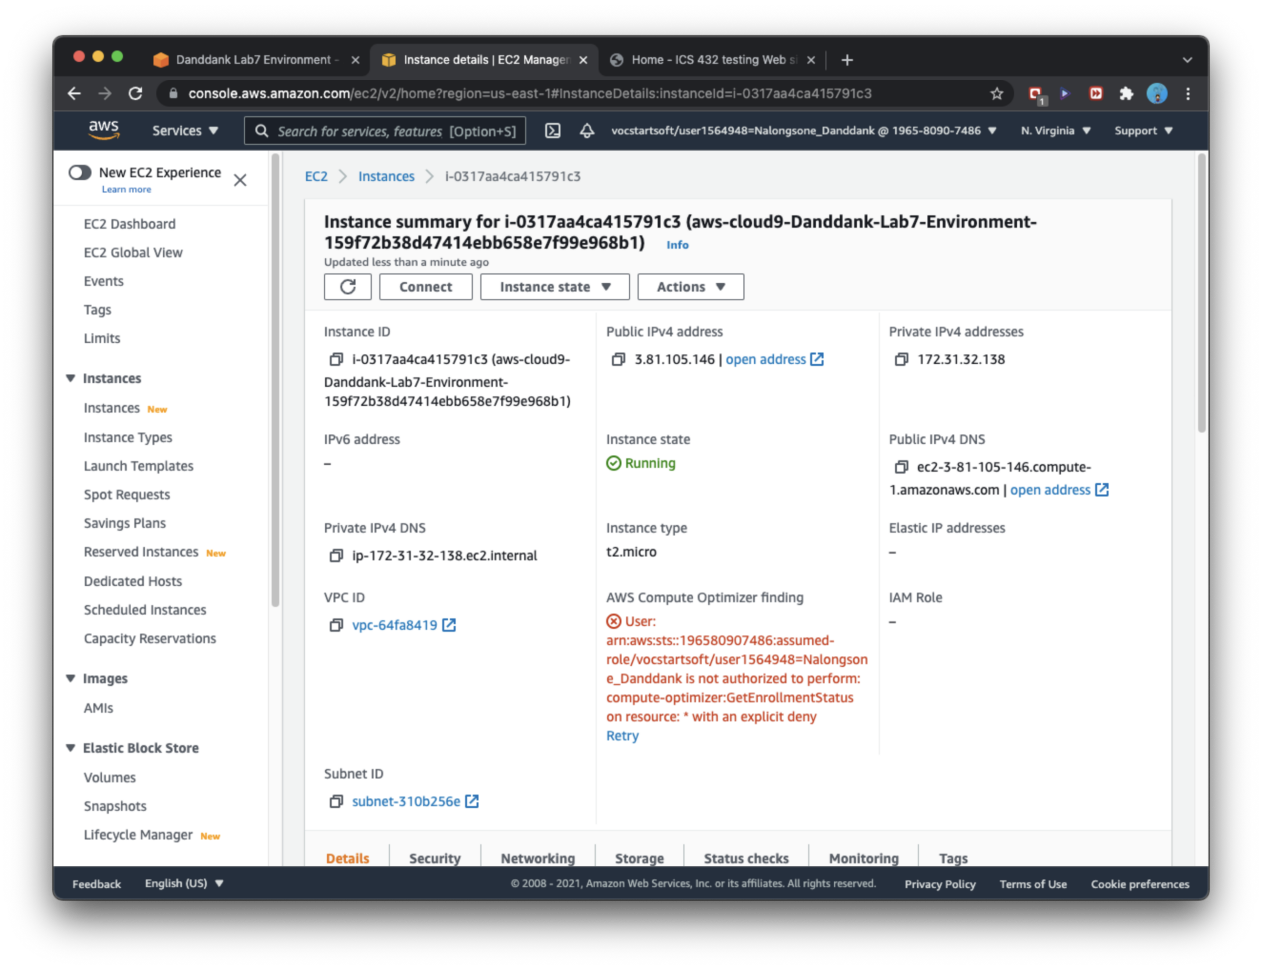 Danddank Lab7 Environment -
Instance details | EC2 Manager
Home - ICS 432 testing Web si
console.aws.amazon.com/ec2/v2/home?region=us-east-1#InstanceDetails:instanceId=i-0317aa4ca415791c3
1
aws
Services
Search for services, features [Option+S]
vocstartsoft/user1564948=Nalongsone_Danddank @ 1965-8090-7486
N. Virginia
Support
New EC2 Experience
Learn more
EC2 Dashboard
EC2 Global View
Events
Tags
Limits
Instances
Instances New
Instance Types
Launch Templates
Spot Requests
Savings Plans
Reserved Instances New
Dedicated Hosts
Scheduled Instances
Capacity Reservations
Images
AMIs
Elastic Block Store
Volumes
Snapshots
Lifecycle Manager New
EC2 > Instances > i-0317aa4ca415791c3
Instance summary for i-0317aa4ca415791c3 (aws-cloud9-Danddank-Lab7-Environment-
159f72b38d47414ebb658e7f99e968b1) Info
Updated less than a minute ago
Connect
Instance state
Actions
Instance ID
i-0317aa4ca415791c3 (aws-cloud9-
Danddank-Lab7-Environment-
159f72b38d47414ebb658e7f99e968b1)
Public IPv4 address
3.81.105.146 | open address
Private IPv4 addresses
172.31.32.138
IPv6 address
–
Instance state
Running
Public IPv4 DNS
ec2-3-81-105-146.compute-
1.amazonaws.com | open address
Private IPv4 DNS
ip-172-31-32-138.ec2.internal
Instance type
t2.micro
Elastic IP addresses
–
VPC ID
vpc-64fa8419
AWS Compute Optimizer finding
User:
arn:aws:sts::196580907486:assumed-
role/vocstartsoft/user1564948=Nalongson
e_Danddank is not authorized to perform:
compute-optimizer:GetEnrollmentStatus
on resource: * with an explicit deny
Retry
IAM Role
–
Subnet ID
subnet-310b256e
Details
Security
Networking
Storage
Status checks
Monitoring
Tags
Feedback
English (US)
© 2008 - 2021, Amazon Web Services, Inc. or its affiliates. All rights reserved.
Privacy Policy
Terms of Use
Cookie preferences